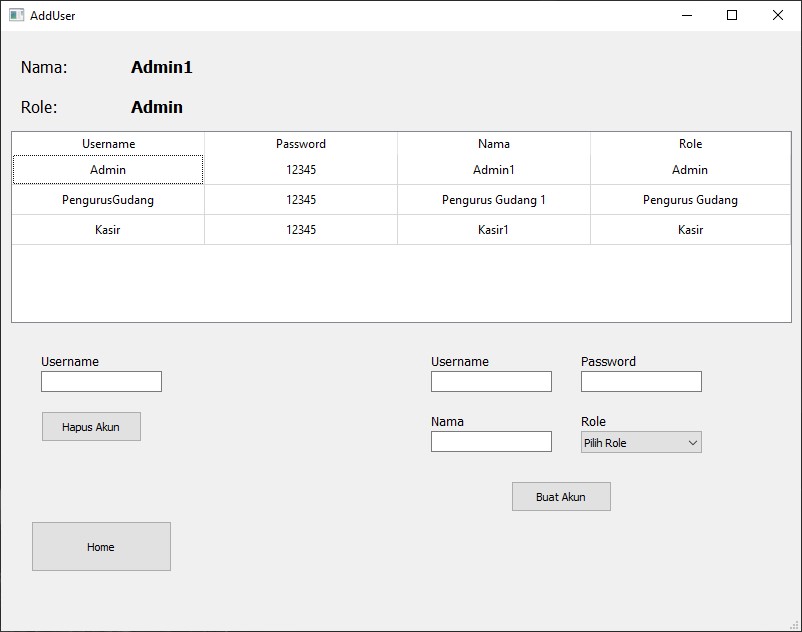 AddUser
Nama: Admin1
Role: Admin
Username Password Nama Role
Admin 12345 Admin1 Admin
PengurusGudang 12345 Pengurus Gudang 1 Pengurus Gudang
Kasir 12345 Kasir1 Kasir
Username Username Password
Hapus Akun Nama Role
Pilih Role
Buat Akun
Home